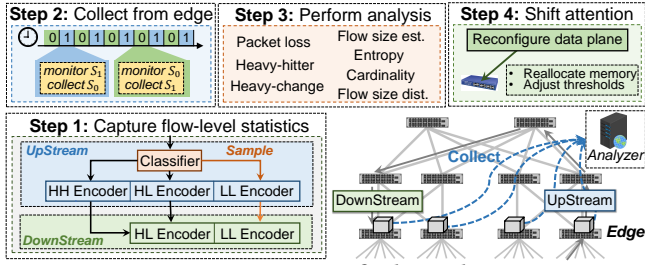 Step 2: Collect from edge
0 1 0 1 0 1 0 1
monitor S1
collect S0
monitor S0
collect S1
Step 3: Perform analysis
Packet loss
Heavy-hitter
Heavy-change
Flow size est.
Entropy
Cardinality
Flow size dist.
Step 4: Shift attention
Reconfigure data plane
• Reallocate memory
• Adjust thresholds
Step 1: Capture flow-level statistics
UpStream
Classifier
Sample
HH Encoder HL Encoder LL Encoder
HL Encoder LL Encoder
DownStream
Collect
Analyzer
DownStream
UpStream
Edge